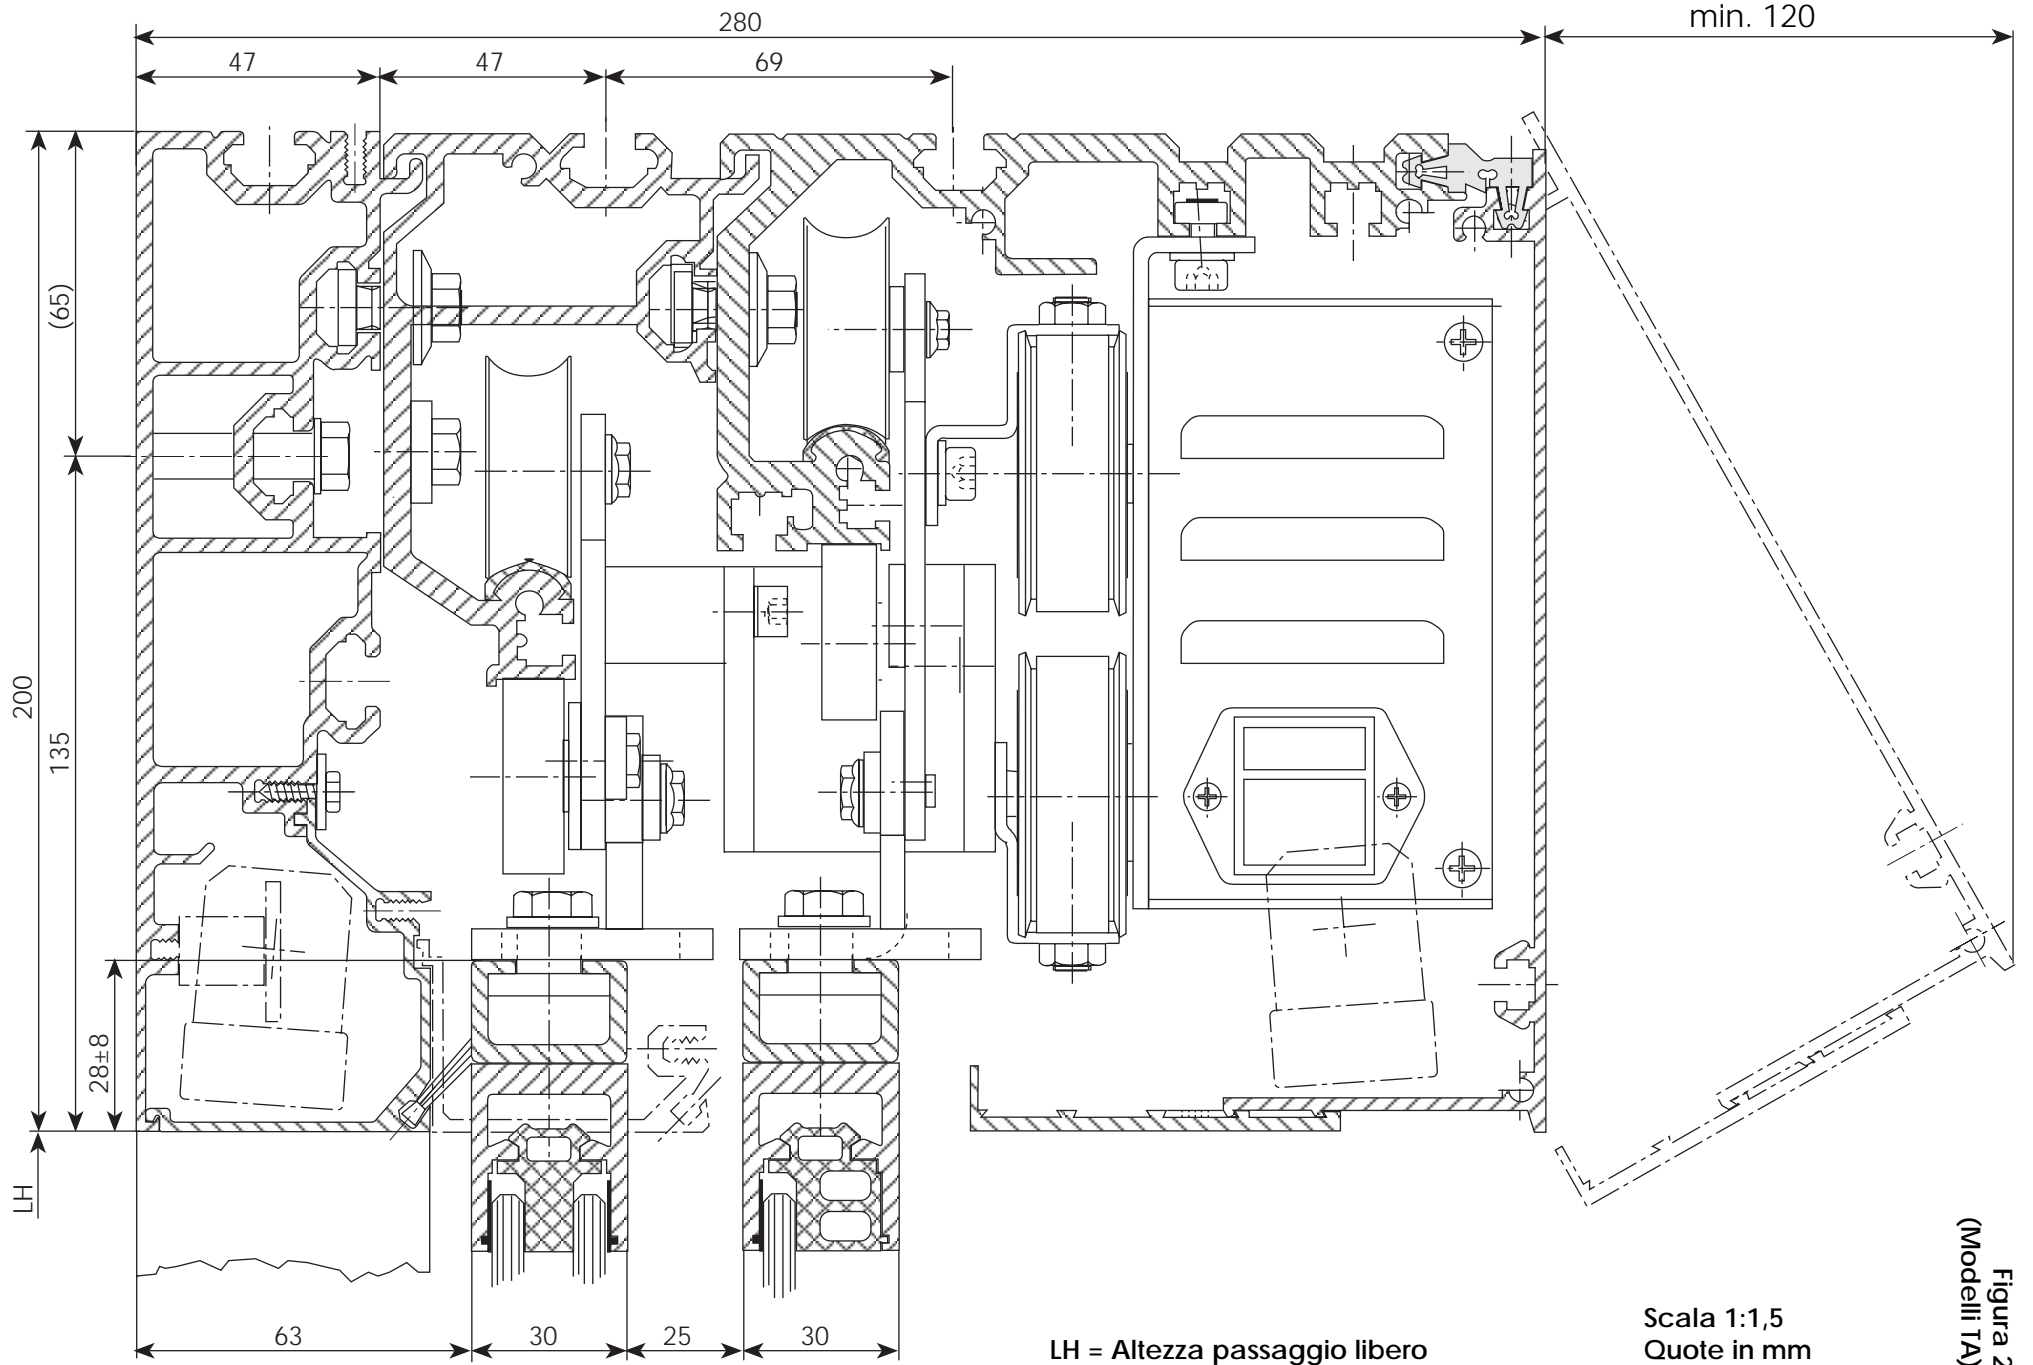 280
min. 120
47
47
69
(65)
200
135
28±8
LH
63
30
25
30
LH = Altezza passaggio libero
Scala 1:1,5
Quote in mm
Figura 2
(Modelli TA)